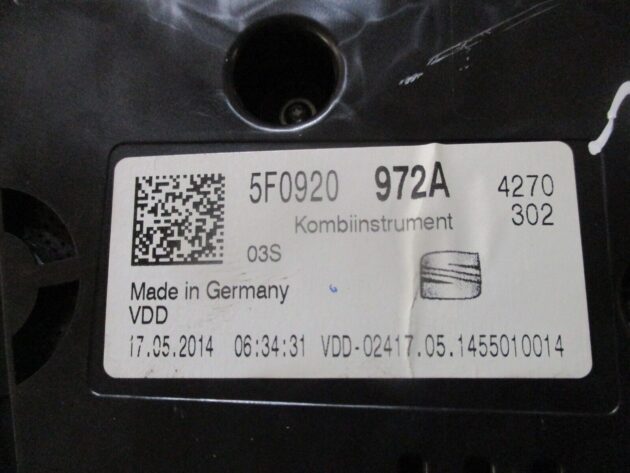 5F0920 972A 4270
Kombiinstrument 302
03S
Made in Germany
VDD
17.05.2014 06:34:31 VDD-02417.05.1455010014